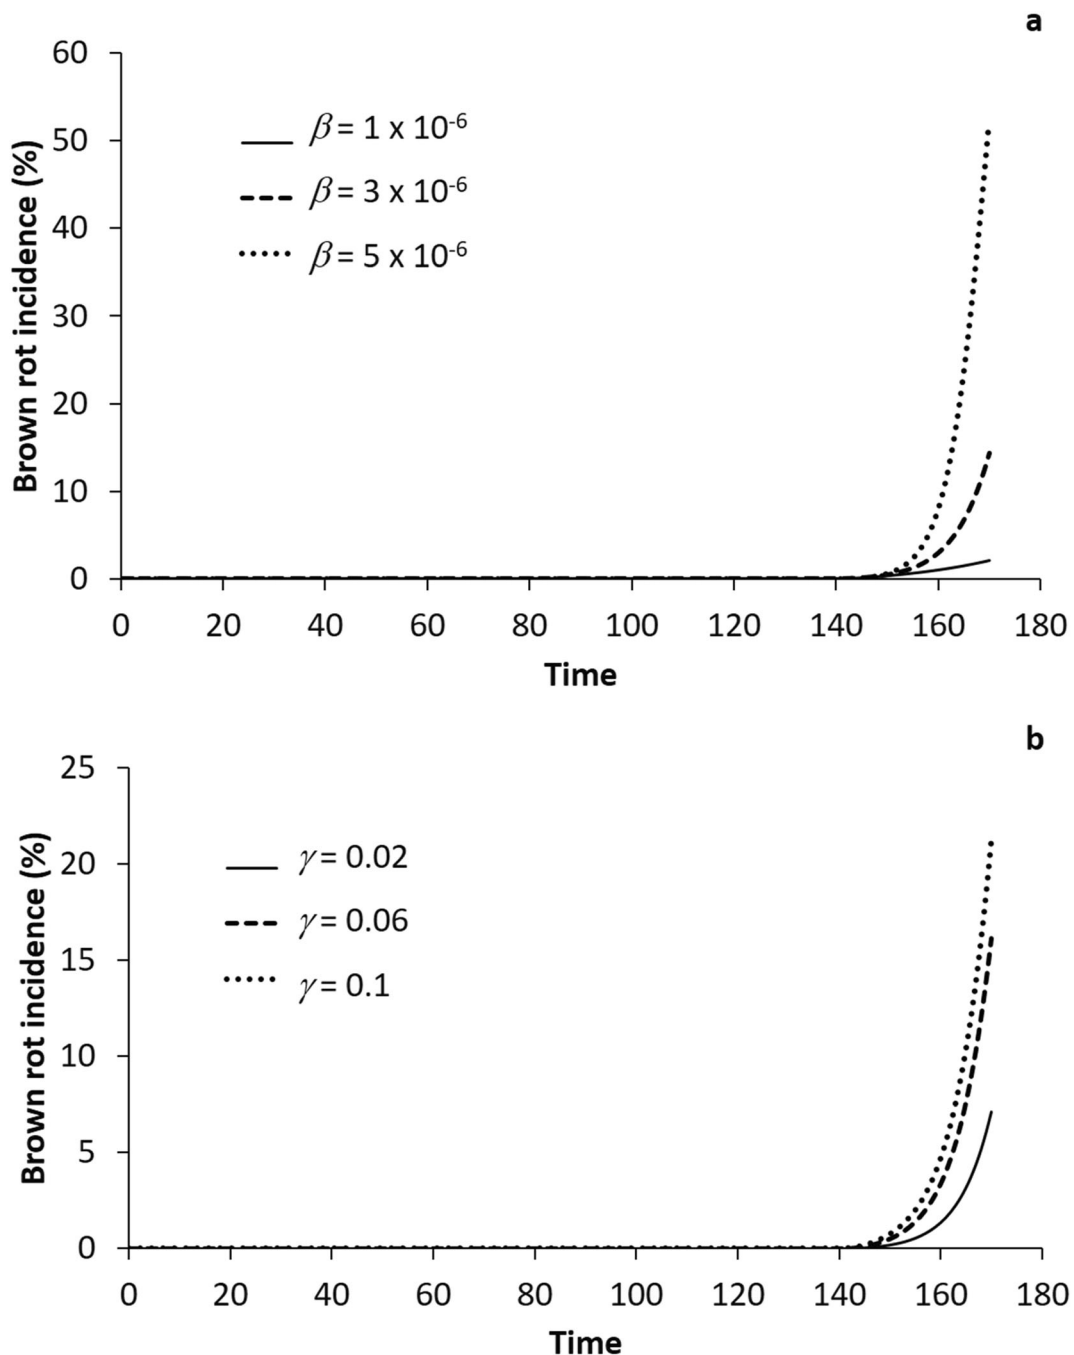 a
60
50
40
30
20
10
0
Brown rot incidence (%)
β = 1 x 10⁻⁶
β = 3 x 10⁻⁶
β = 5 x 10⁻⁶
0 20 40 60 80 100 120 140 160 180
Time
b
25
20
15
10
5
0
Brown rot incidence (%)
γ = 0.02
γ = 0.06
γ = 0.1
0 20 40 60 80 100 120 140 160 180
Time